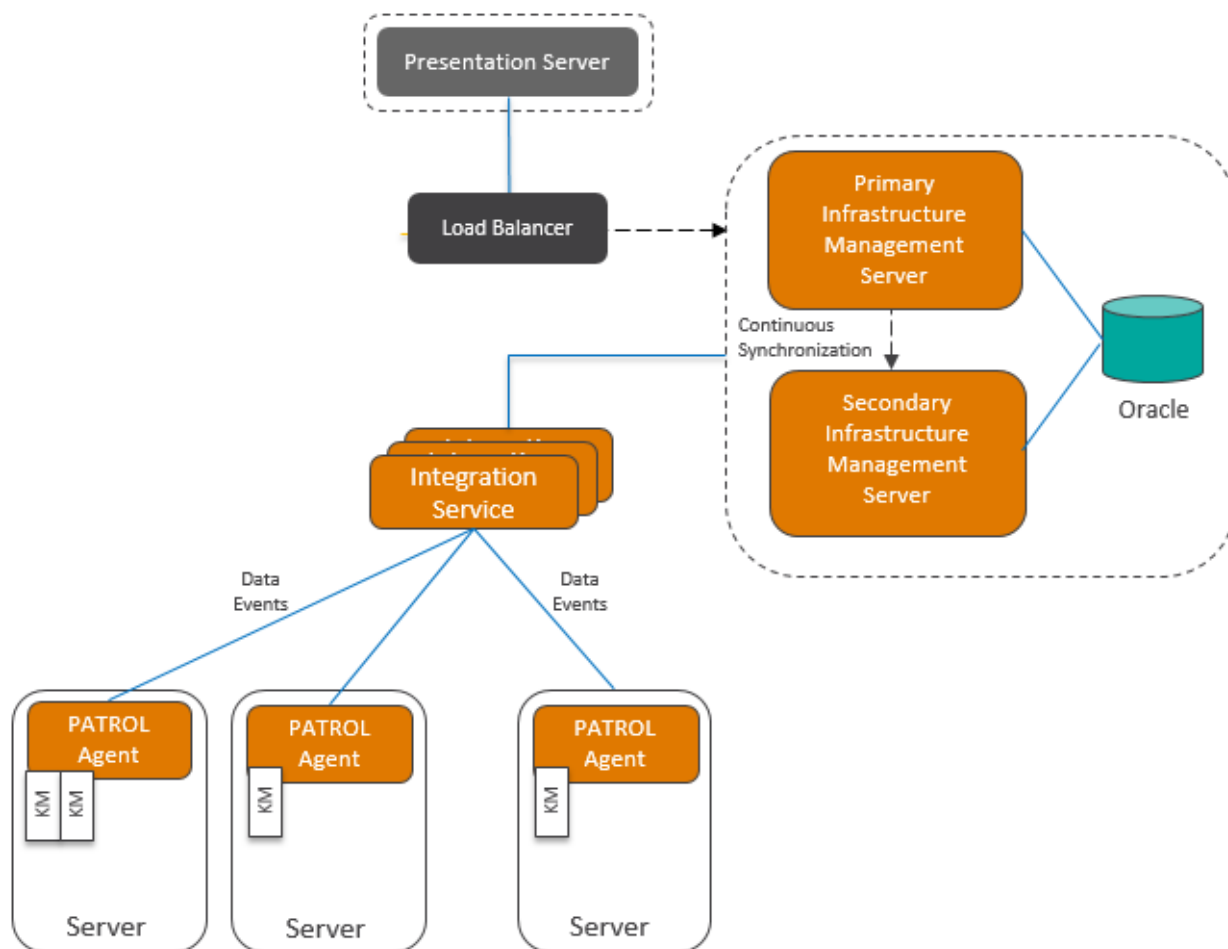 Presentation Server
Load Balancer
Primary
Infrastructure
Management
Server
Continuous
Synchronization
Secondary
Infrastructure
Management
Server
Oracle
Integration
Service
Data
Events
Data
Events
PATROL
Agent
KM
KM
Server
PATROL
Agent
KM
Server
PATROL
Agent
KM
Server